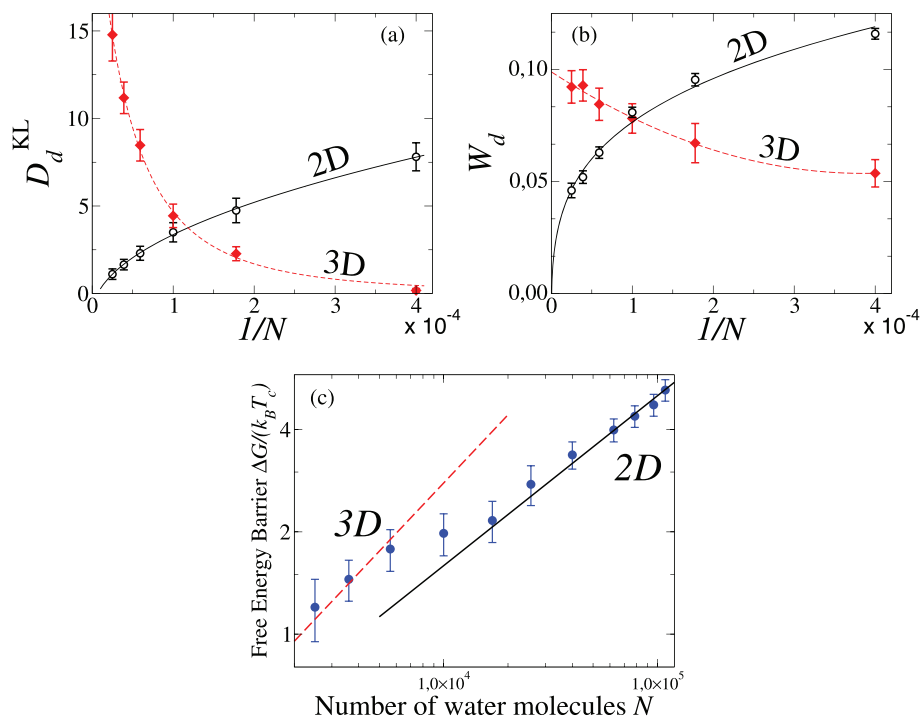 (a)
2D
3D
D_d^KL
15
10
5
0
0
1
2
3
4
1/N
x 10^-4
(b)
2D
3D
W_d
0,10
0,05
0,00
0
1
2
3
4
1/N
x 10^-4
(c)
3D
2D
Free Energy Barrier ΔG/(k_B T_c)
4
2
1
1,0×10^4
1,0×10^5
Number of water molecules N